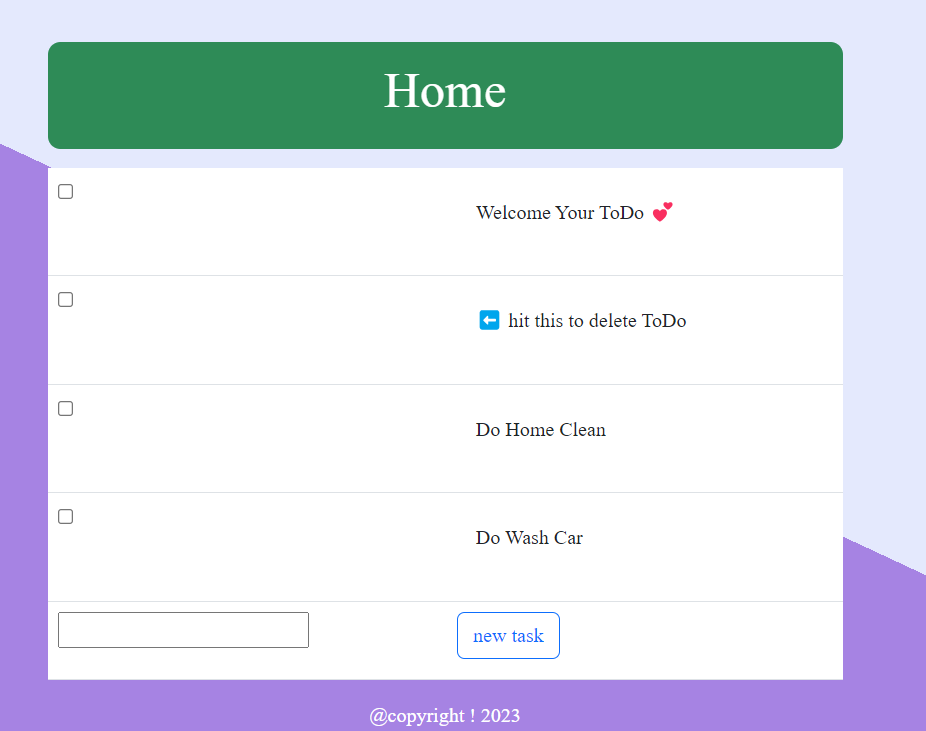 Home
Welcome Your ToDo 💕
⬅️ hit this to delete ToDo
Do Home Clean
Do Wash Car
new task
@copyright ! 2023